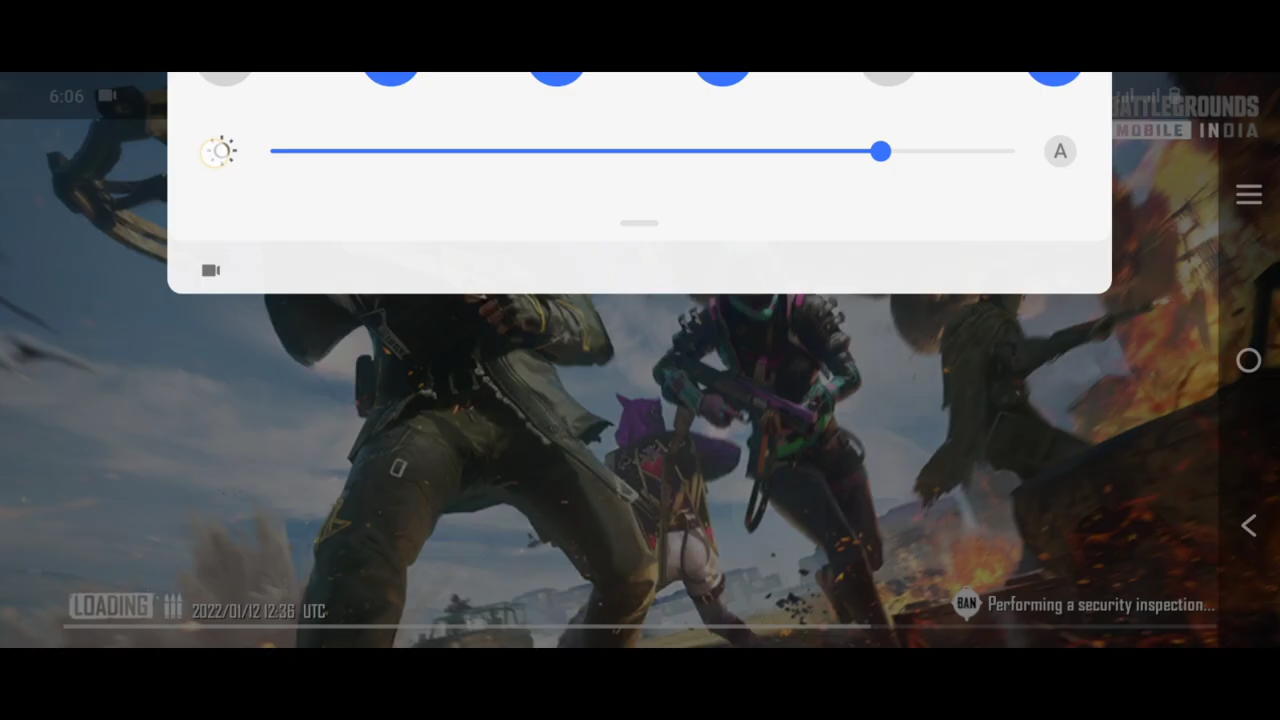 6:06
BATTLEGROUNDS
MOBILE INDIA
A
LOADING 2022/01/12 12:36 UTC
BAN Performing a security inspection...